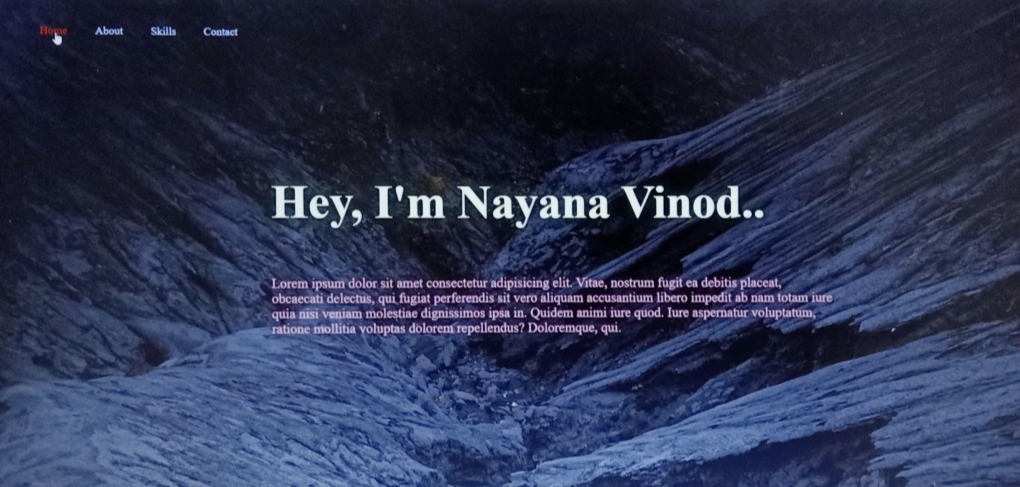 Home About Skills Contact
Hey, I'm Nayana Vinod..
Lorem ipsum dolor sit amet consectetur adipisicing elit. Vitae, nostrum fugit ea debitis placeat,
obcaecati delectus, qui fugiat perferendis sit vero aliquam accusantium libero impedit ab nam totam iure
quia nisi veniam molestiae dignissimos ipsa in. Quidem animi iure quod. Iure aspernatur voluptatum,
ratione mollitia voluptas dolorem repellendus? Doloremque, qui.